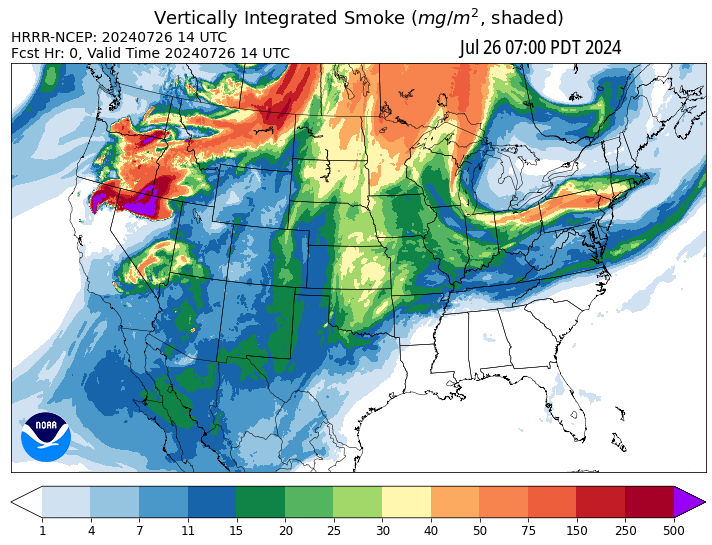 Vertically Integrated Smoke (mg/m², shaded)
HRRR-NCEP: 20240726 14 UTC
Fcst Hr: 0, Valid Time 20240726 14 UTC
Jul 26 07:00 PDT 2024
NOAA
1 4 7 11 15 20 25 30 40 50 75 150 250 500